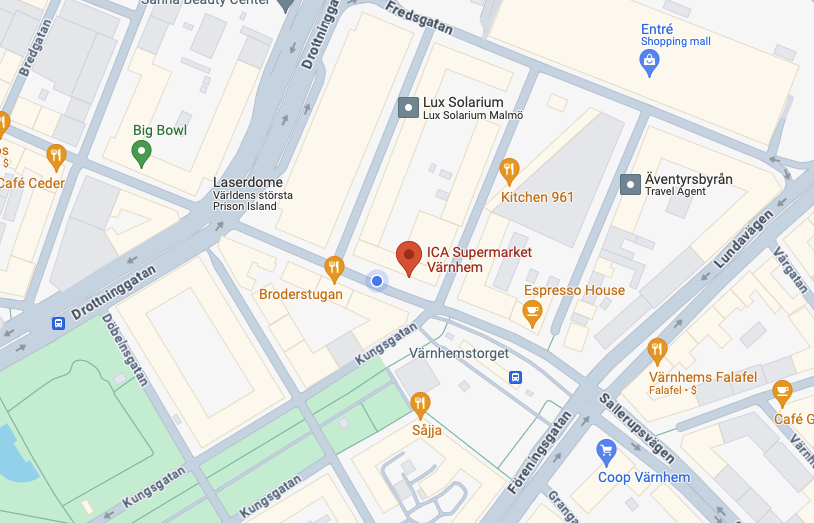 Sanna Beauty Center
Fredsgatan
Drottninggatan
Bredgatan
Entré
Shopping mall
Lux Solarium
Lux Solarium Malmö
Big Bowl
Café Ceder
$
Laserdome
Världens största
Prison Island
Kitchen 961
Äventyrsbyrån
Travel Agent
Lundavägen
Vårgatan
ICA Supermarket
Värnhem
Broderstugan
Espresso House
Drottninggatan
Döbelnsgatan
Kungsgatan
Värnhemstorget
Värnhems Falafel
Falafel • $
Såjja
Sallerupsvägen
Café G
Föreningsgatan
Coop Värnhem
Kungsgatan
Kungsgatan